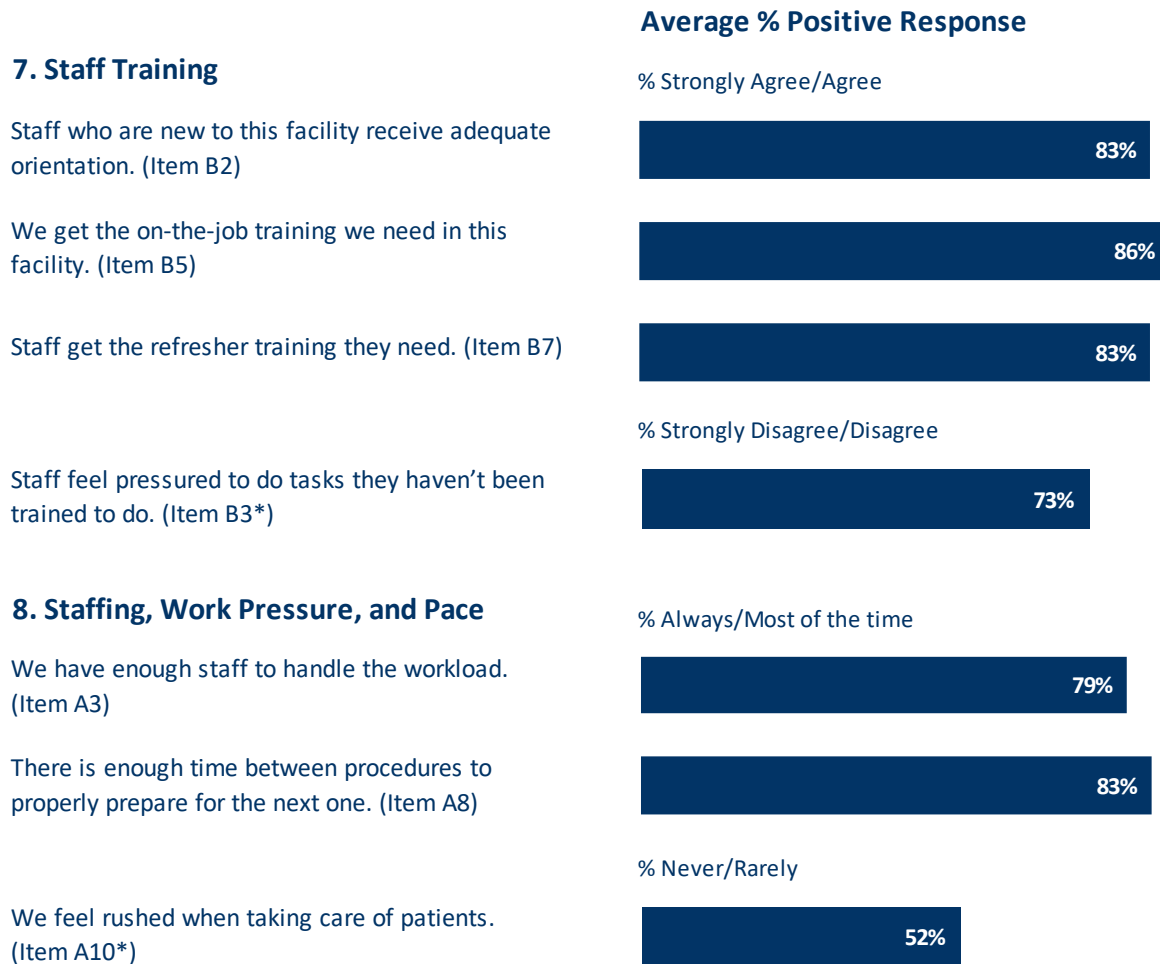 Average % Positive Response
7. Staff Training
% Strongly Agree/Agree
Staff who are new to this facility receive adequate
orientation. (Item B2)
83%
We get the on-the-job training we need in this
facility. (Item B5)
86%
Staff get the refresher training they need. (Item B7)
83%
% Strongly Disagree/Disagree
Staff feel pressured to do tasks they haven’t been
trained to do. (Item B3*)
73%
8. Staffing, Work Pressure, and Pace
% Always/Most of the time
We have enough staff to handle the workload.
(Item A3)
79%
There is enough time between procedures to
properly prepare for the next one. (Item A8)
83%
% Never/Rarely
We feel rushed when taking care of patients.
(Item A10*)
52%